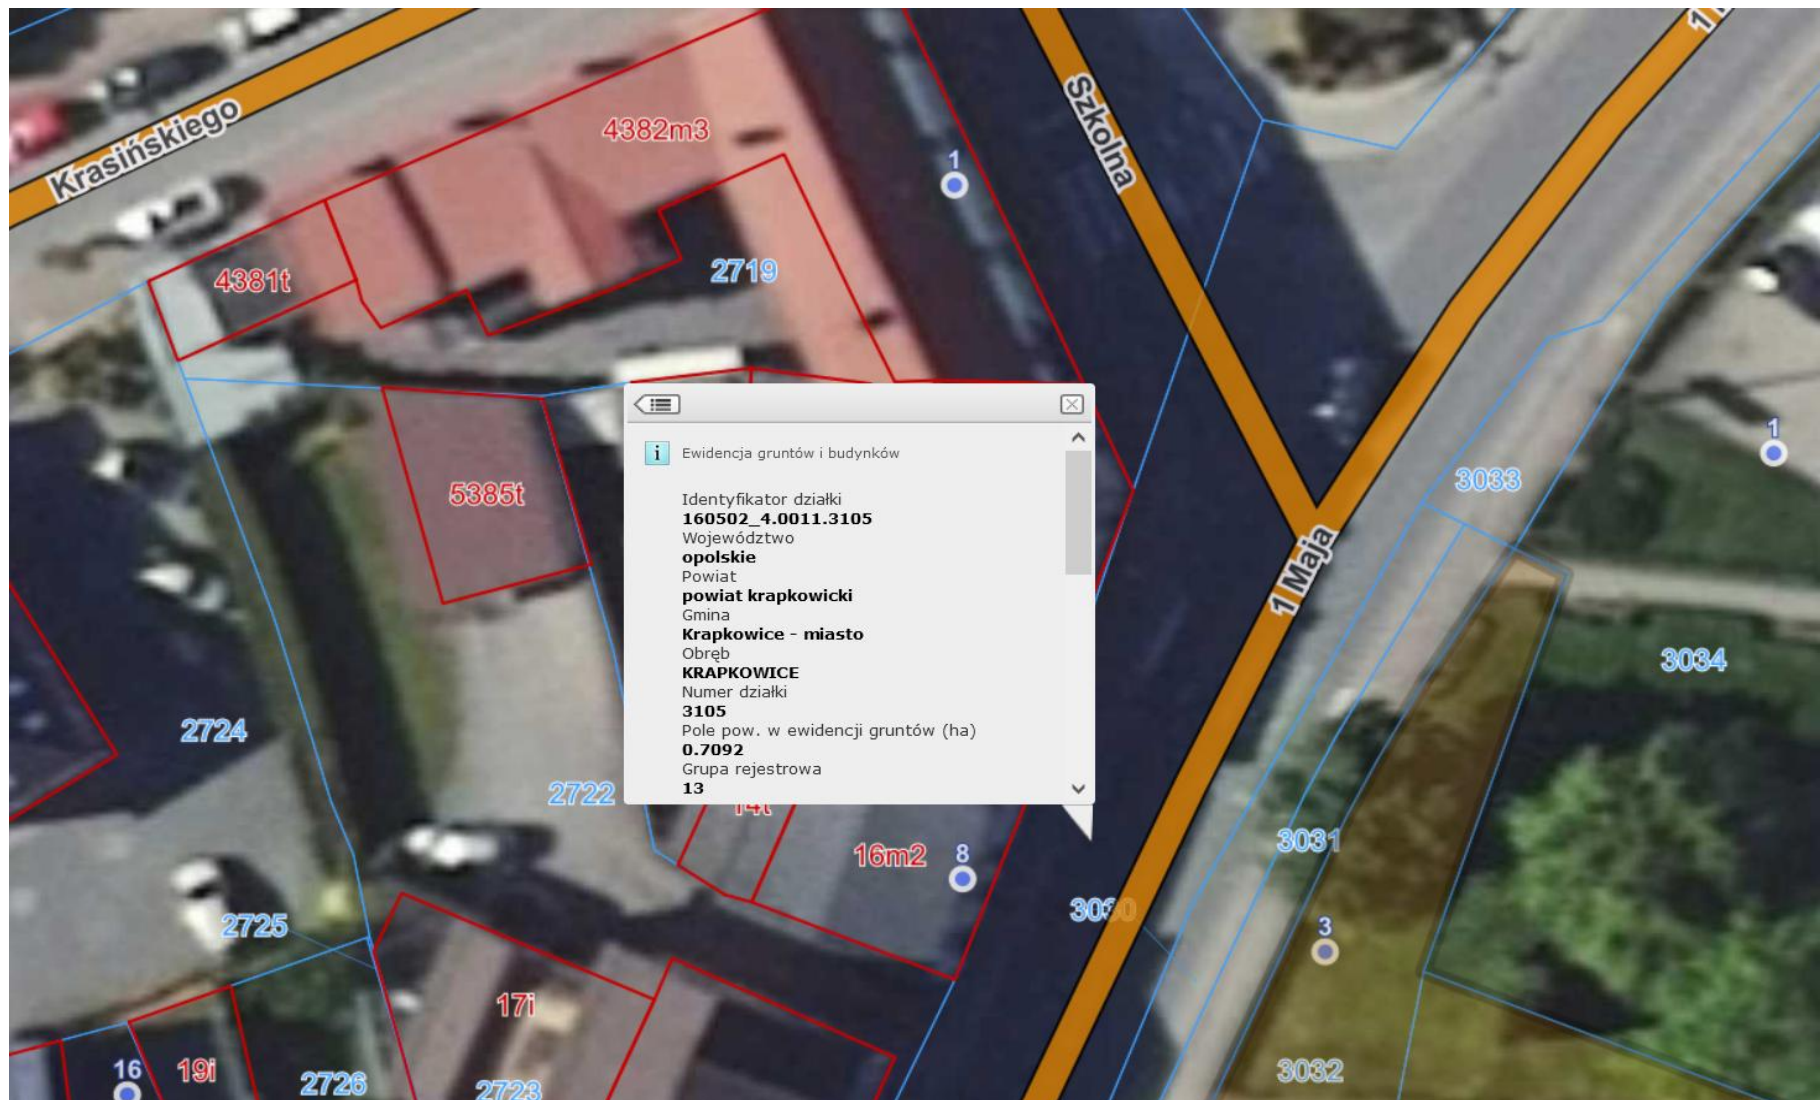 Krasińskiego
4382m3
1
Szkolna
4381t
2719
Ewidencja gruntów i budynków
Identyfikator działki
160502_4.0011.3105
Województwo
opolskie
Powiat
powiat krapkowicki
Gmina
Krapkowice - miasto
Obręb
KRAPKOWICE
Numer działki
3105
Pole pow. w ewidencji gruntów (ha)
0.7092
Grupa rejestrowa
13
5385t
1
3033
1 Maja
3034
2724
2722
14t
16m2
8
3031
3030
3
2725
17i
16
19i
2726
2723
3032